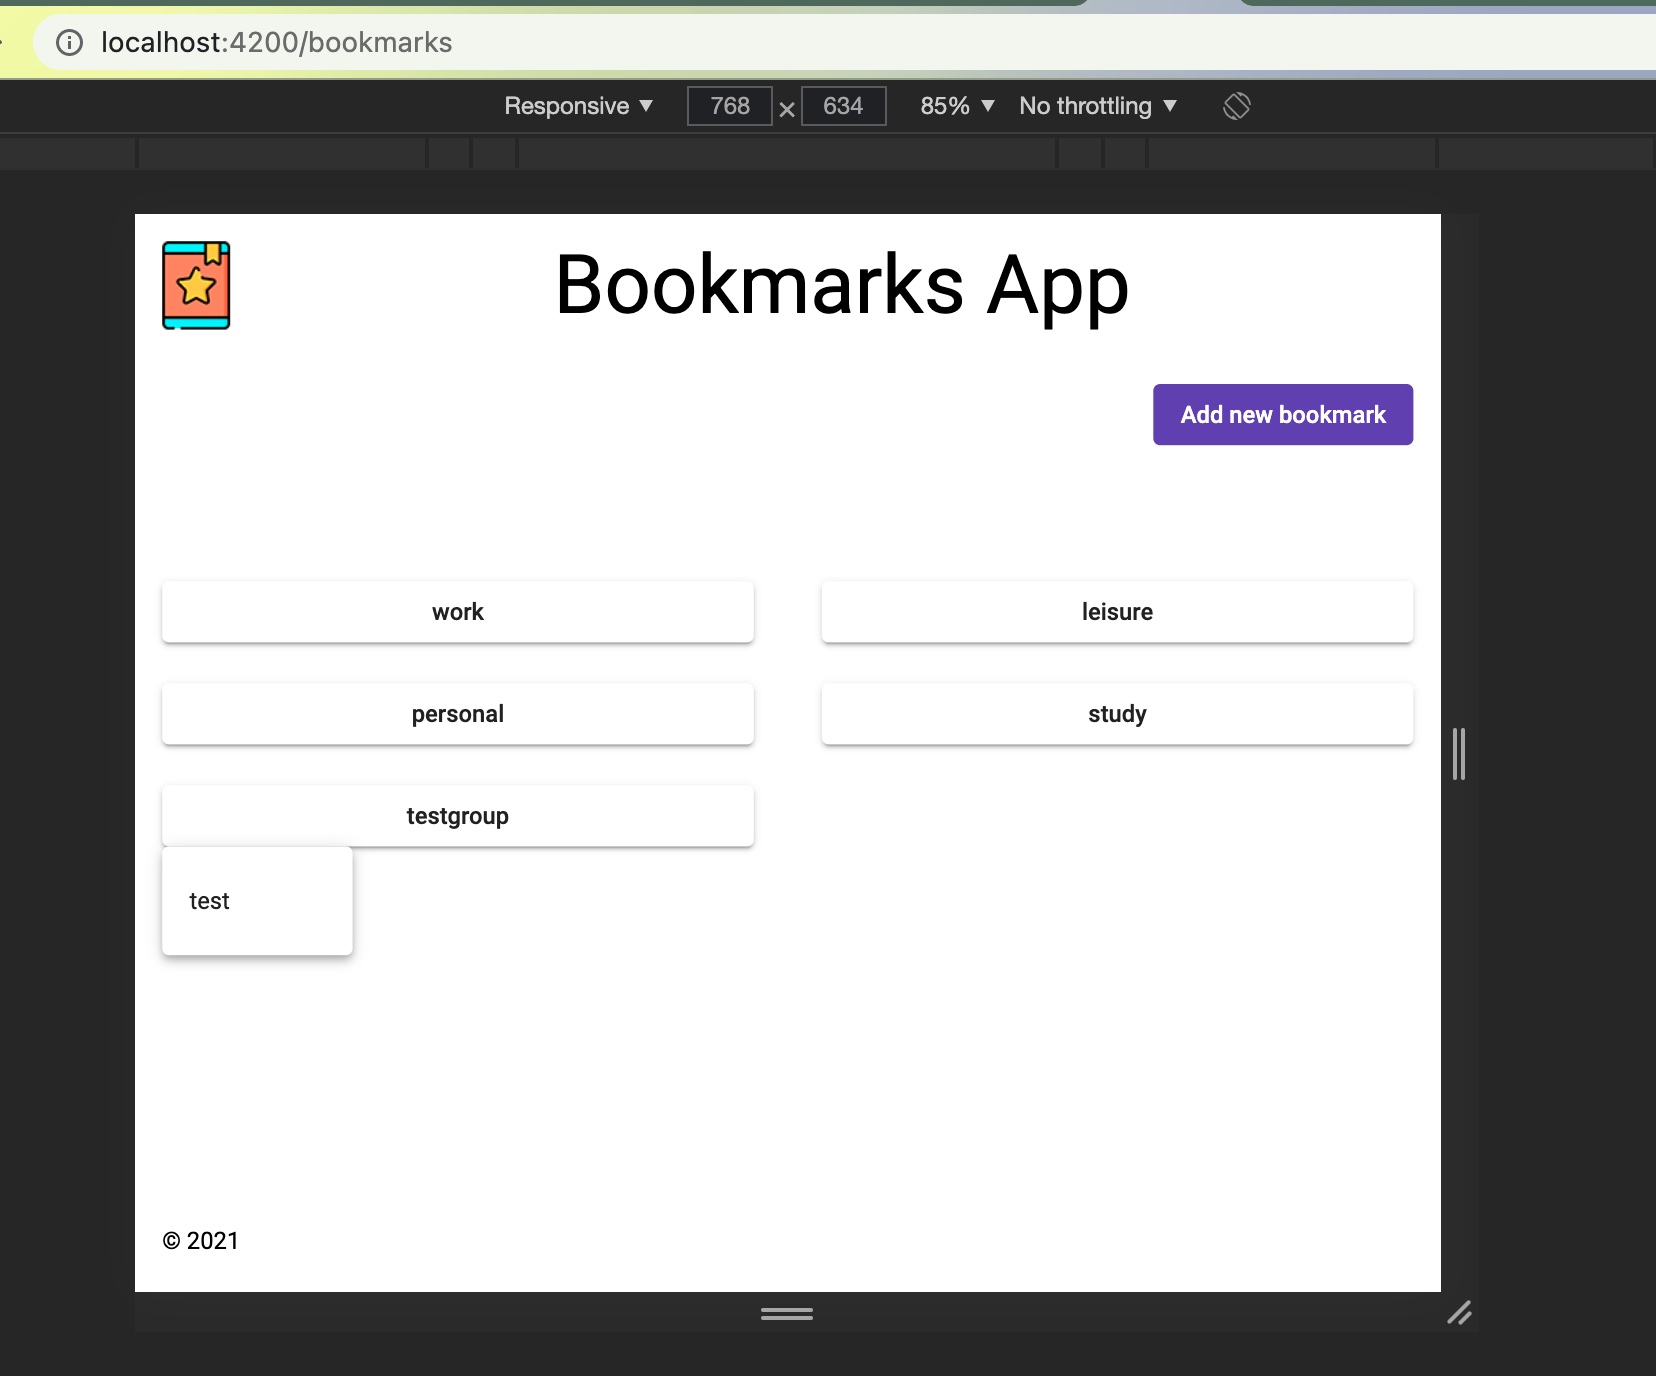 localhost:4200/bookmarks
Responsive 768 × 634 85% No throttling
Bookmarks App
Add new bookmark
work leisure
personal study
testgroup
test
© 2021